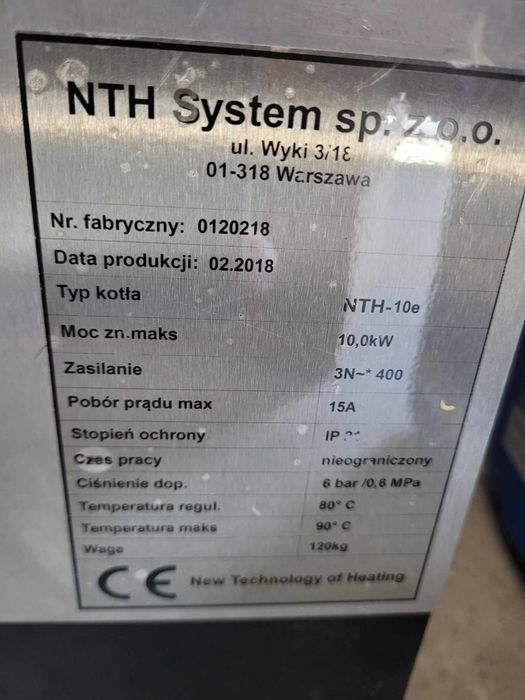 NTH System sp. z.o.o.
ul. Wyki 3/18
01-318 Warszawa
Nr. fabryczny: 0120218
Data produkcji: 02.2018
Typ kotła NTH-10e
Moc zn.maks 10,0kW
Zasilanie 3N~* 400
Pobór prądu max 15A
Stopień ochrony IP
Czas pracy nieograniczony
Ciśnienie dop. 6 bar /0,6 MPa
Temperatura regul. 80° C
Temperatura maks 90° C
Waga 120kg
CE New Technology of Heating